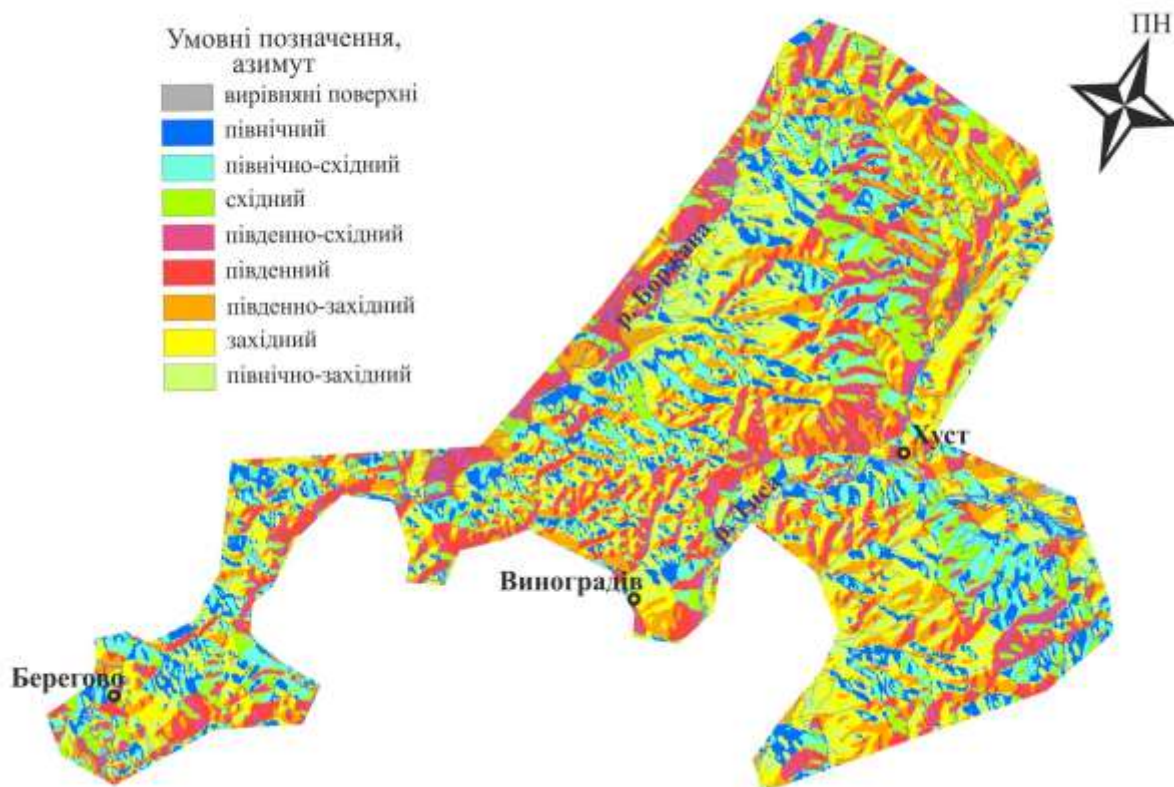 Умовні позначення,
азимут
вирівняні поверхні
північний
північно-східний
східний
південно-східний
південний
південно-західний
західний
північно-західний
ПН
р. Боржава
Хуст
р. Тиса
Виноградів
Берегово